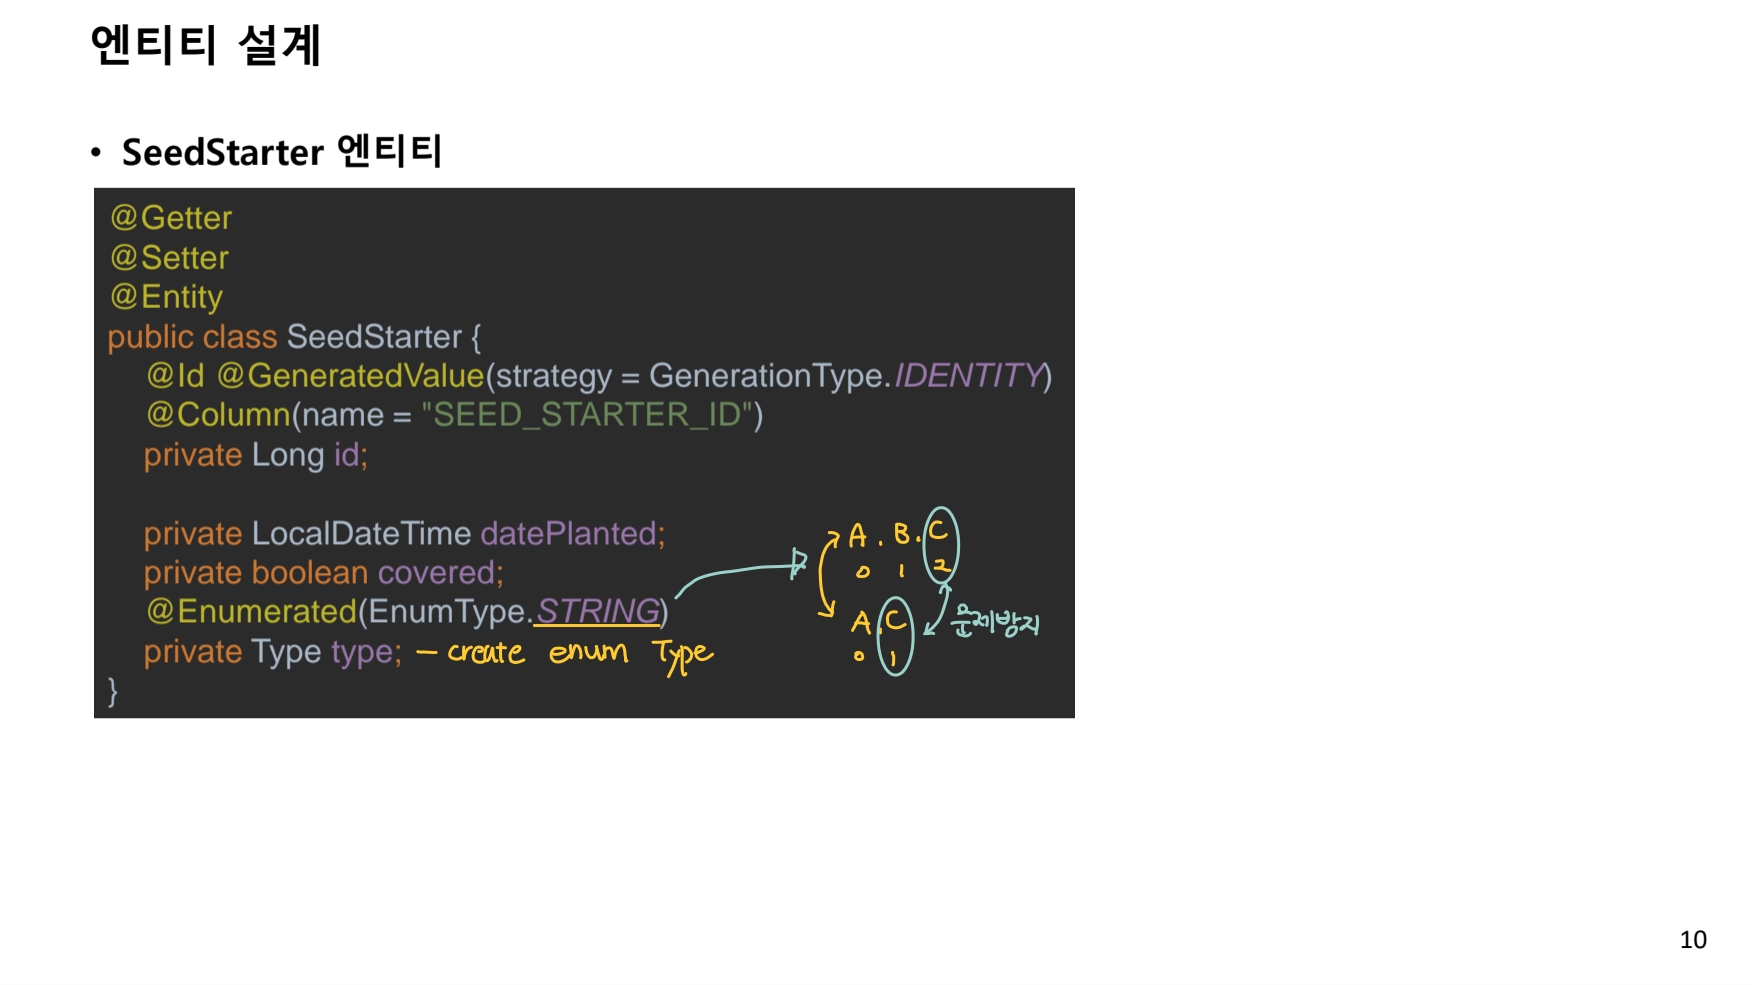 엔티티 설계
• SeedStarter 엔티티
@Getter
@Setter
@Entity
public class SeedStarter {
@Id @GeneratedValue(strategy = GenerationType.IDENTITY)
@Column(name = "SEED_STARTER_ID")
private Long id;
private LocalDateTime datePlanted;
private boolean covered;
@Enumerated(EnumType.STRING)
private Type type; - create enum Type
}
A . B . C
0 1 2
A . C
0 1
문제방지
10